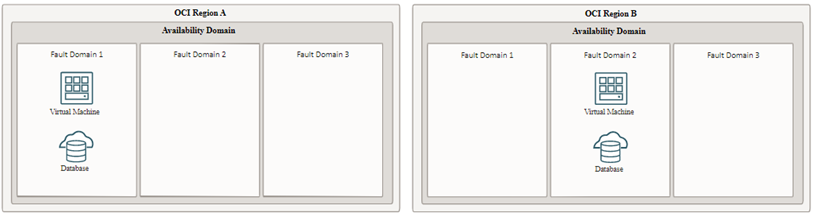 OCI Region A
Availability Domain
Fault Domain 1
Fault Domain 2
Fault Domain 3
Virtual Machine
Database
OCI Region B
Availability Domain
Fault Domain 1
Fault Domain 2
Fault Domain 3
Virtual Machine
Database